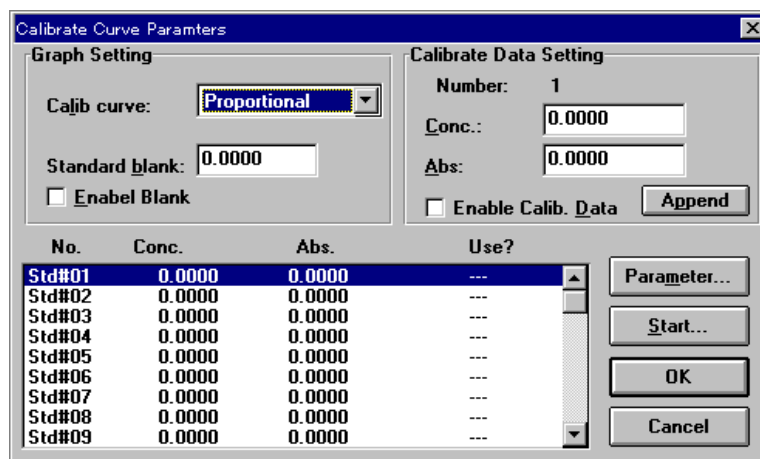 Calibrate Curve Paramters
Graph Setting
Calib curve: Proportional
Standard blank: 0.0000
Enabel Blank
Calibrate Data Setting
Number: 1
Conc.: 0.0000
Abs: 0.0000
Enable Calib. Data Append
No. Conc. Abs. Use?
Std#01 0.0000 0.0000 ---
Std#02 0.0000 0.0000 ---
Std#03 0.0000 0.0000 ---
Std#04 0.0000 0.0000 ---
Std#05 0.0000 0.0000 ---
Std#06 0.0000 0.0000 ---
Std#07 0.0000 0.0000 ---
Std#08 0.0000 0.0000 ---
Std#09 0.0000 0.0000 ---
Parameter...
Start...
OK
Cancel